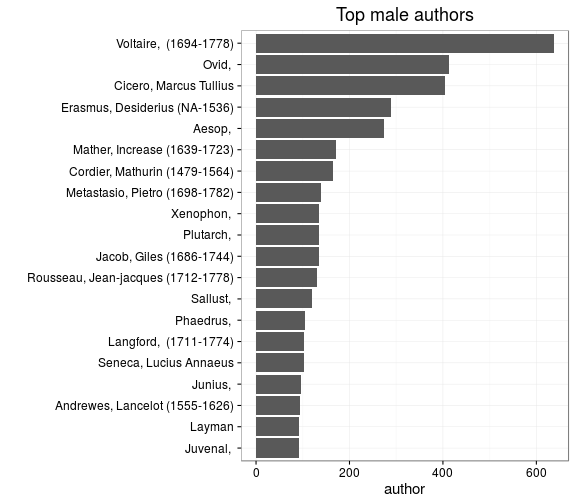 Top male authors
Voltaire,  (1694-1778)
Ovid,
Cicero, Marcus Tullius
Erasmus, Desiderius (NA-1536)
Aesop,
Mather, Increase (1639-1723)
Cordier, Mathurin (1479-1564)
Metastasio, Pietro (1698-1782)
Xenophon,
Plutarch,
Jacob, Giles (1686-1744)
Rousseau, Jean-jacques (1712-1778)
Sallust,
Phaedrus,
Langford,  (1711-1774)
Seneca, Lucius Annaeus
Junius,
Andrewes, Lancelot (1555-1626)
Layman
Juvenal,
0 200 400 600
author